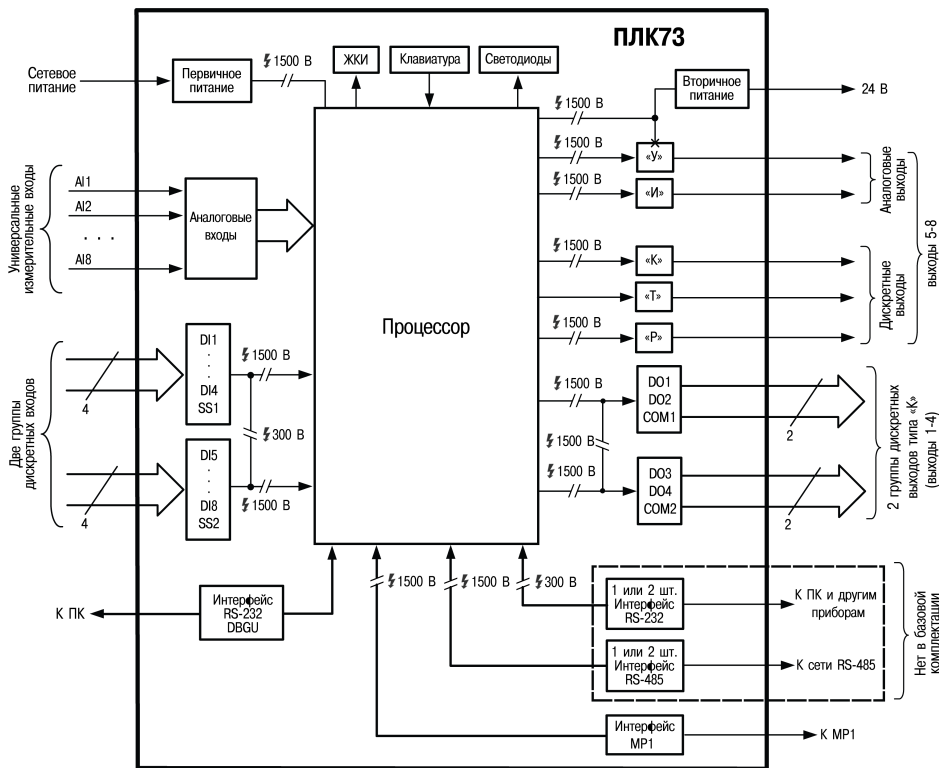 ПЛК73
Сетевое
питание
Первичное
питание
1500 В
ЖКИ
Клавиатура
Светодиоды
Вторичное
питание
24 В
1500 В
1500 В
«У»
1500 В
«И»
Аналоговые
выходы
Универсальные
измерительные входы
AI1
AI2
. . .
AI8
Аналоговые
входы
Процессор
1500 В
«К»
«Т»
1500 В
«Р»
Дискретные
выходы
выходы 5-8
Две группы
дискретных входов
4
DI1
.
.
DI4
SS1
1500 В
300 В
4
DI5
.
.
DI8
SS2
1500 В
1500 В
1500 В
1500 В
DO1
DO2
COM1
2
DO3
DO4
COM2
2
2 группы дискретных
выходов типа «К»
(выходы 1-4)
1500 В
1500 В
300 В
К ПК
Интерфейс
RS-232
DBGU
1 или 2 шт.
Интерфейс
RS-232
К ПК и другим
приборам
1 или 2 шт.
Интерфейс
RS-485
К сети RS-485
Нет в базовой
комплектации
Интерфейс
МР1
К МР1